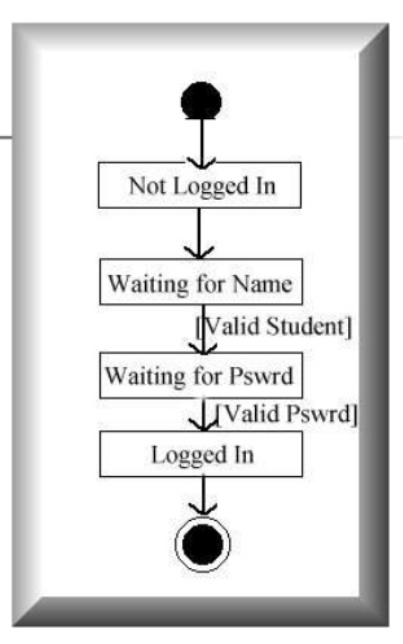 Not Logged In
Waiting for Name
[Valid Student]
Waiting for Pswrd
[Valid Pswrd]
Logged In